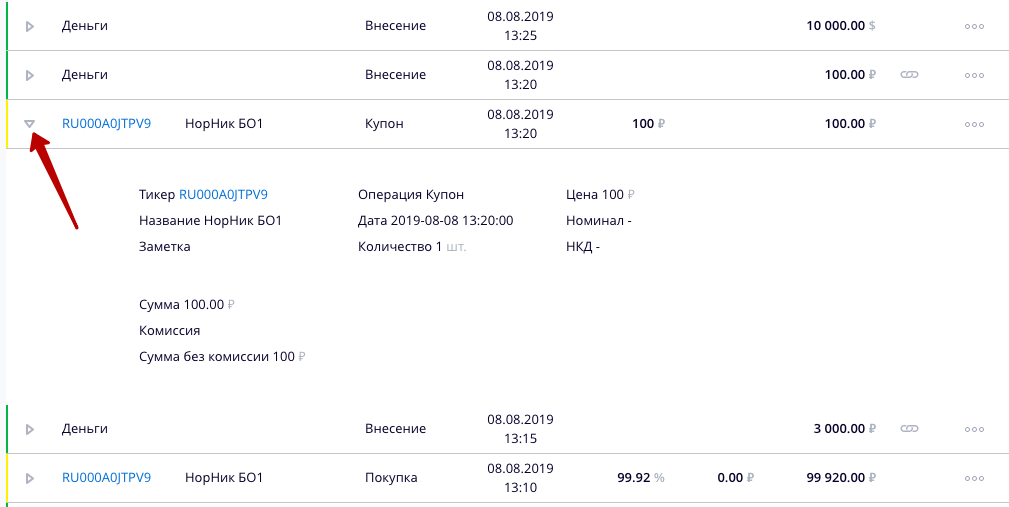 Деньги Внесение 08.08.2019 13:25 10 000.00 $
Деньги Внесение 08.08.2019 13:20 100.00 ₽
RU000A0JTPV9 НорНик БО1 Купон 08.08.2019 13:20 100 ₽ 100.00 ₽
Тикер RU000A0JTPV9 Операция Купон Цена 100 ₽
Название НорНик БО1 Дата 2019-08-08 13:20:00 Номинал -
Заметка Количество 1 шт. НКД -
Сумма 100.00 ₽
Комиссия
Сумма без комиссии 100 ₽
Деньги Внесение 08.08.2019 13:15 3 000.00 ₽
RU000A0JTPV9 НорНик БО1 Покупка 08.08.2019 13:10 99.92 % 0.00 ₽ 99 920.00 ₽